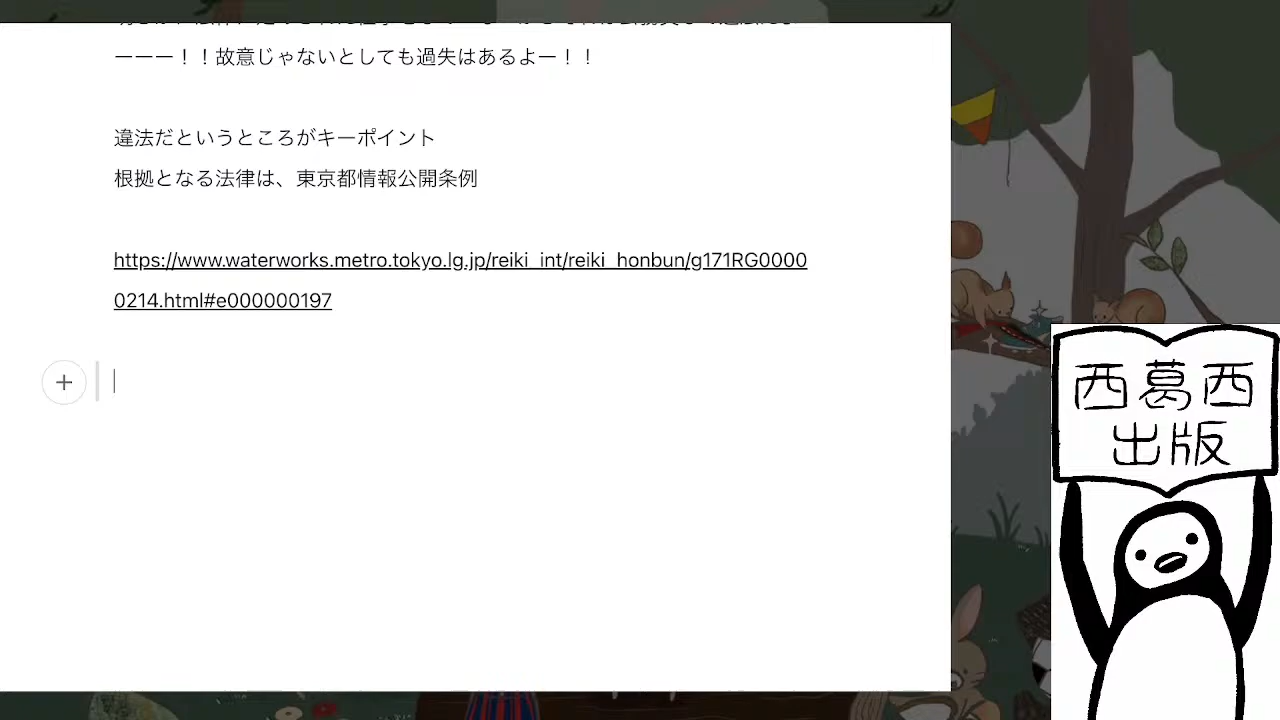 ーーー！！故意じゃないとしても過失はあるよー！！
違法だというところがキーポイント
根拠となる法律は、東京都情報公開条例
https://www.waterworks.metro.tokyo.lg.jp/reiki_int/reiki_honbun/g171RG0000
0214.html#e000000197
西葛西
出版